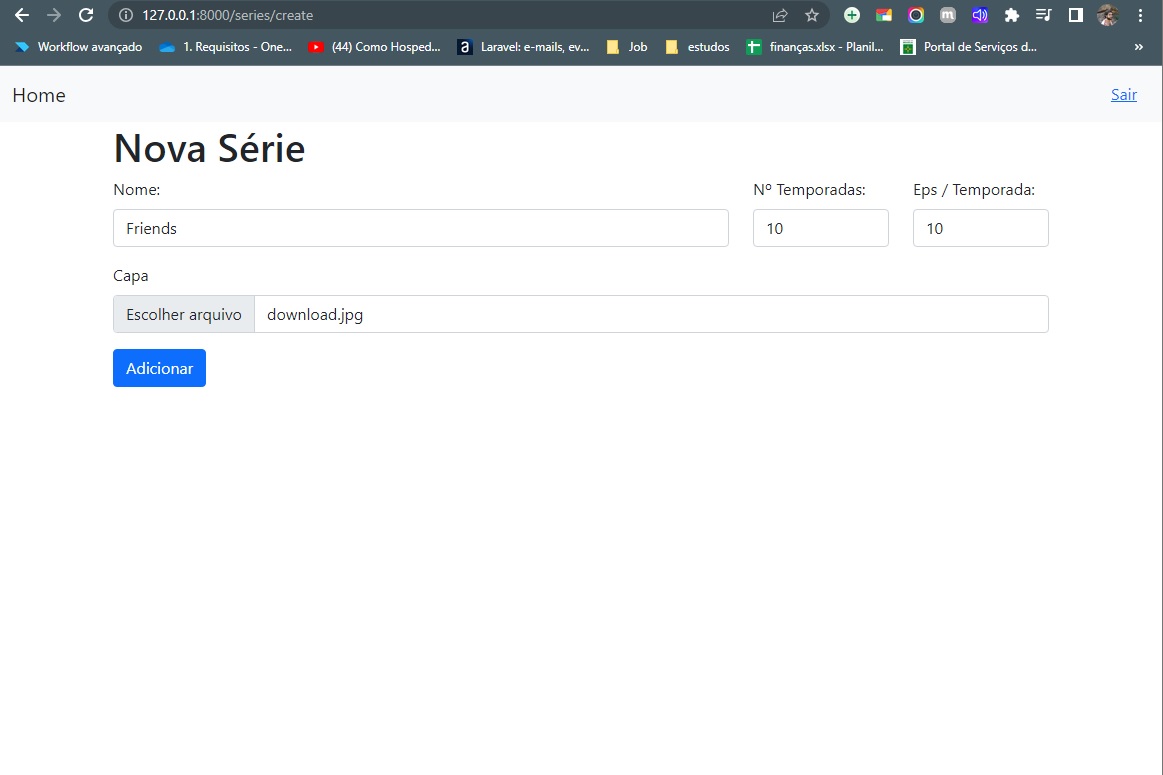 127.0.0.1:8000/series/create
Workflow avançado 1. Requisitos - One... (44) Como Hosped... a Laravel: e-mails, ev... Job estudos finanças.xlsx - Planil... Portal de Serviços d... »
Home Sair
Nova Série
Nome: Nº Temporadas: Eps / Temporada:
Friends 10 10
Capa
Escolher arquivo download.jpg
Adicionar